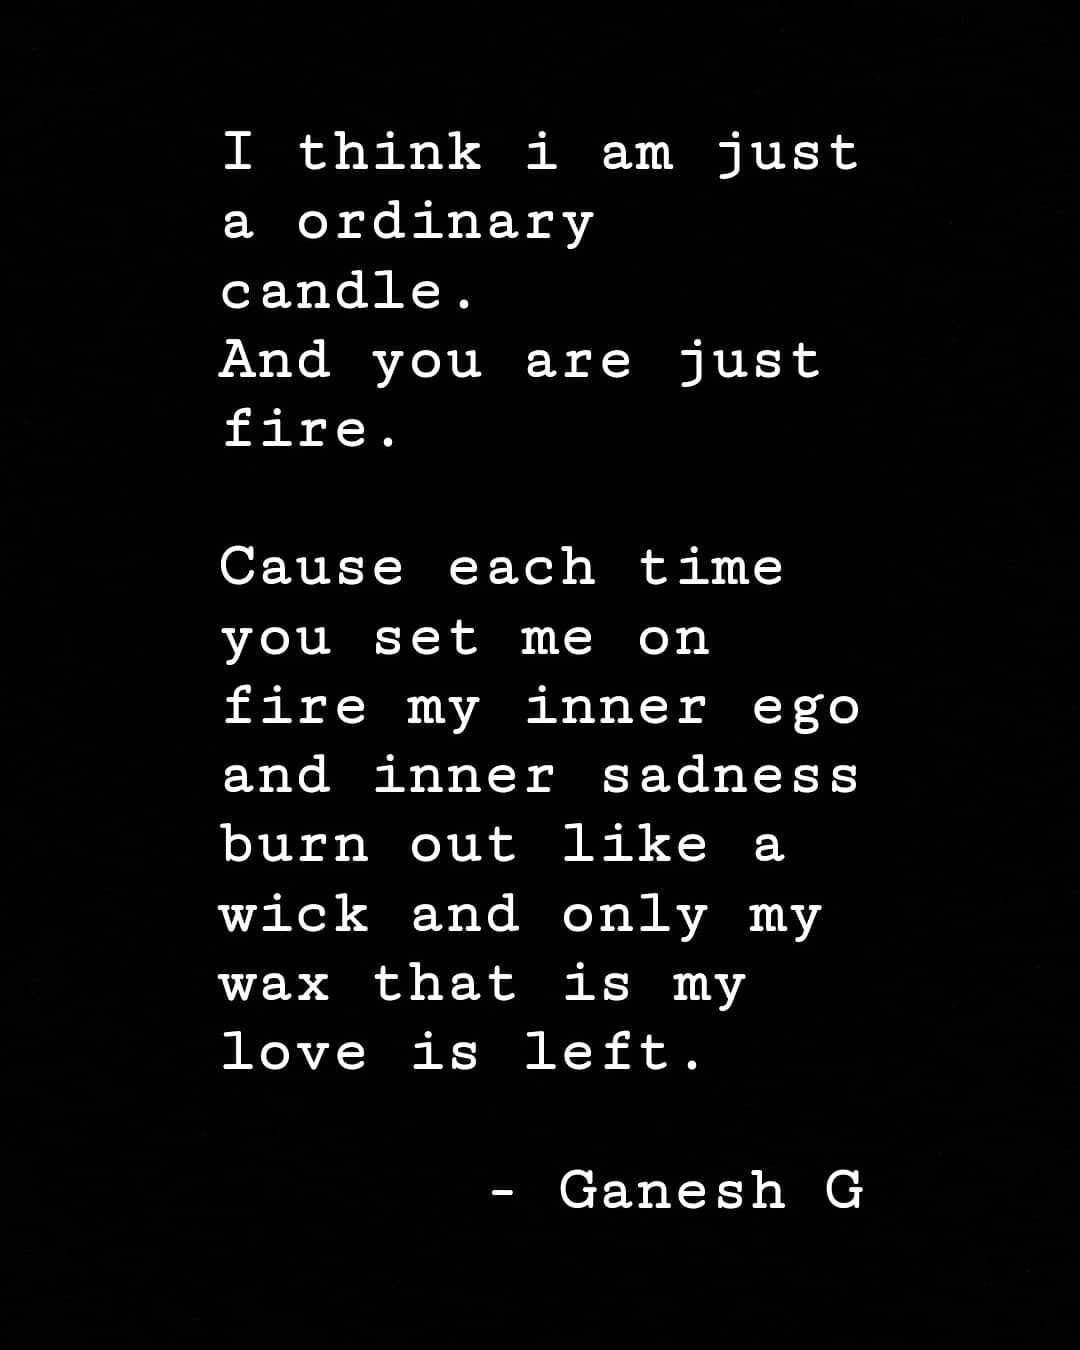 I think i am just
a ordinary
candle.
And you are just
fire.
Cause each time
you set me on
fire my inner ego
and inner sadness
burn out like a
wick and only my
wax that is my
love is left.
- Ganesh G